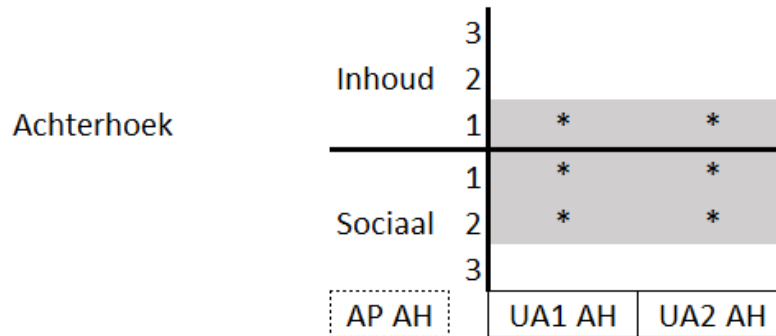 3
Inhoud 2
Achterhoek 1 * *
1 * *
Sociaal 2 * *
3
AP AH UA1 AH UA2 AH